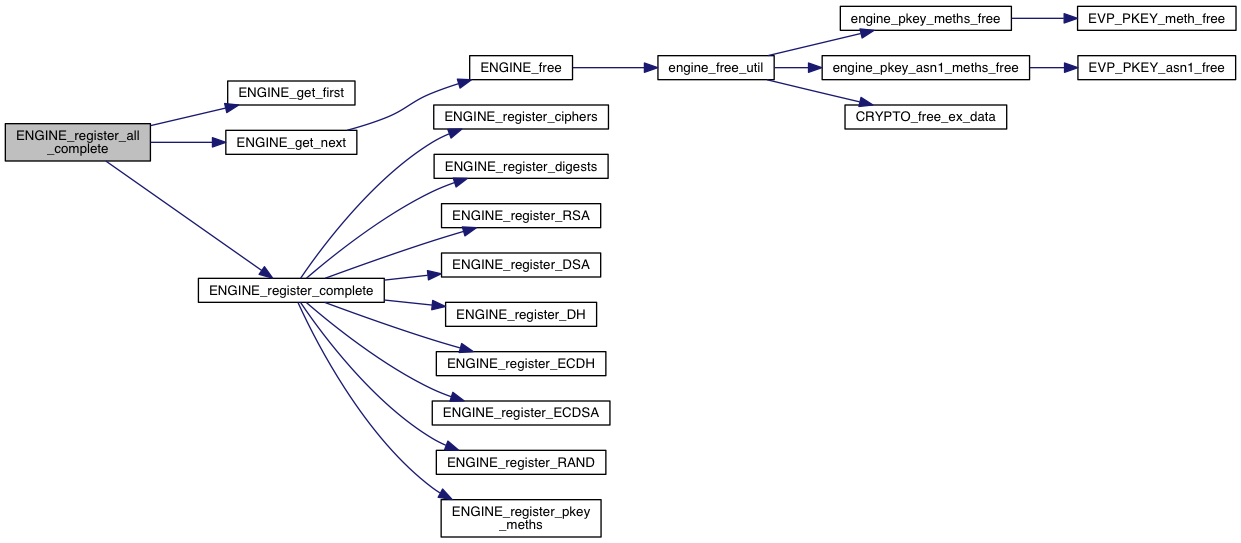 engine_pkey_meths_free
EVP_PKEY_meth_free
ENGINE_free
engine_free_util
engine_pkey_asn1_meths_free
EVP_PKEY_asn1_free
ENGINE_get_first
ENGINE_register_ciphers
CRYPTO_free_ex_data
ENGINE_register_all
_complete
ENGINE_get_next
ENGINE_register_digests
ENGINE_register_RSA
ENGINE_register_DSA
ENGINE_register_complete
ENGINE_register_DH
ENGINE_register_ECDH
ENGINE_register_ECDSA
ENGINE_register_RAND
ENGINE_register_pkey
_meths